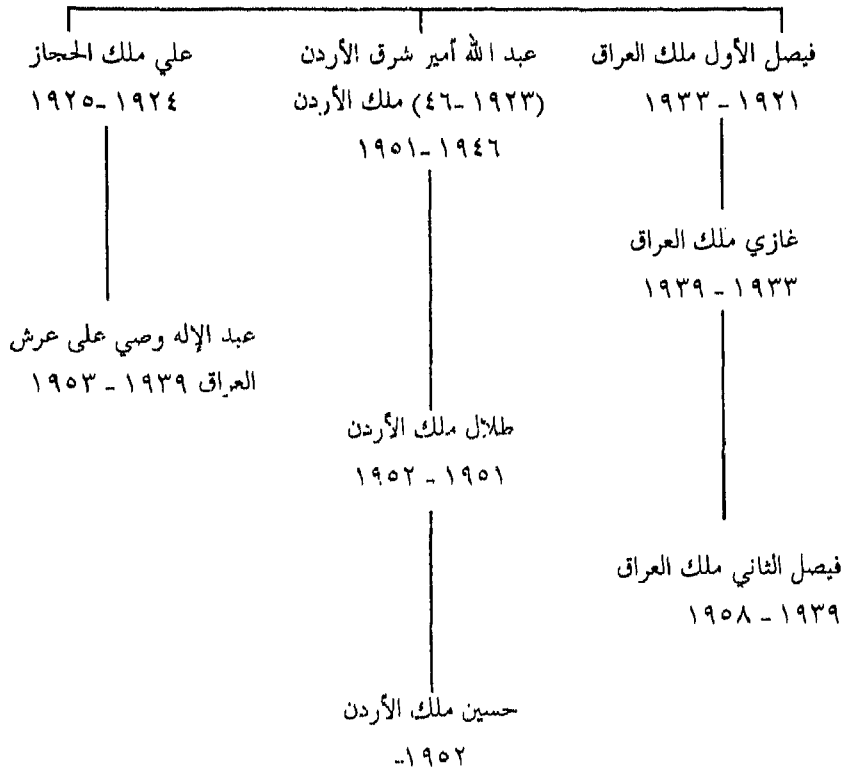 فيصل الأول ملك العراق
١٩٢١ - ١٩٣٣
غازي ملك العراق
١٩٣٣ - ١٩٣٩
فيصل الثاني ملك العراق
١٩٣٩ - ١٩٥٨
عبد الله أمير شرق الأردن
(١٩٢٣ -٤٦) ملك الأردن
١٩٤٦-١٩٥١
طلال ملك الأردن
١٩٥١ - ١٩٥٢
حسين ملك الأردن
١٩٥٢-
علي ملك الحجاز
١٩٢٤ -١٩٢٥
عبد الإله وصي على عرش
العراق ١٩٣٩ - ١٩٥٣